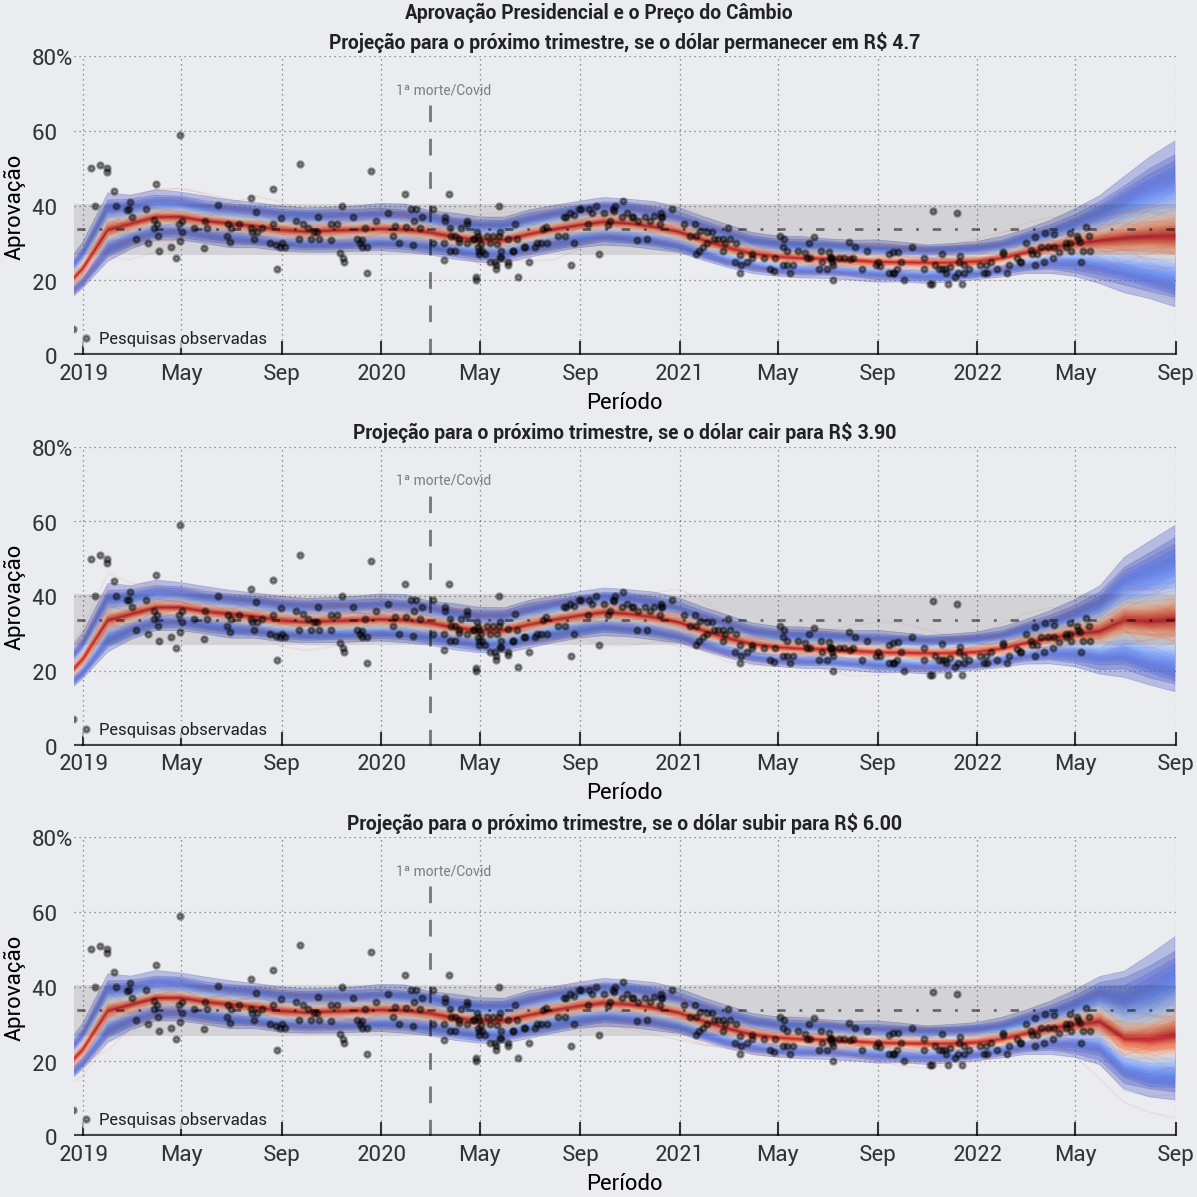 Aprovação Presidencial e o Preço do Câmbio
Projeção para o próximo trimestre, se o dólar permanecer em R$ 4.7
80%
1ª morte/Covid
60
Aprovação
40
20
Pesquisas observadas
0
2019 May Sep 2020 May Sep 2021 May Sep 2022 May Sep
Período
Projeção para o próximo trimestre, se o dólar cair para R$ 3.90
80%
1ª morte/Covid
60
Aprovação
40
20
Pesquisas observadas
0
2019 May Sep 2020 May Sep 2021 May Sep 2022 May Sep
Período
Projeção para o próximo trimestre, se o dólar subir para R$ 6.00
80%
1ª morte/Covid
60
Aprovação
40
20
Pesquisas observadas
0
2019 May Sep 2020 May Sep 2021 May Sep 2022 May Sep
Período